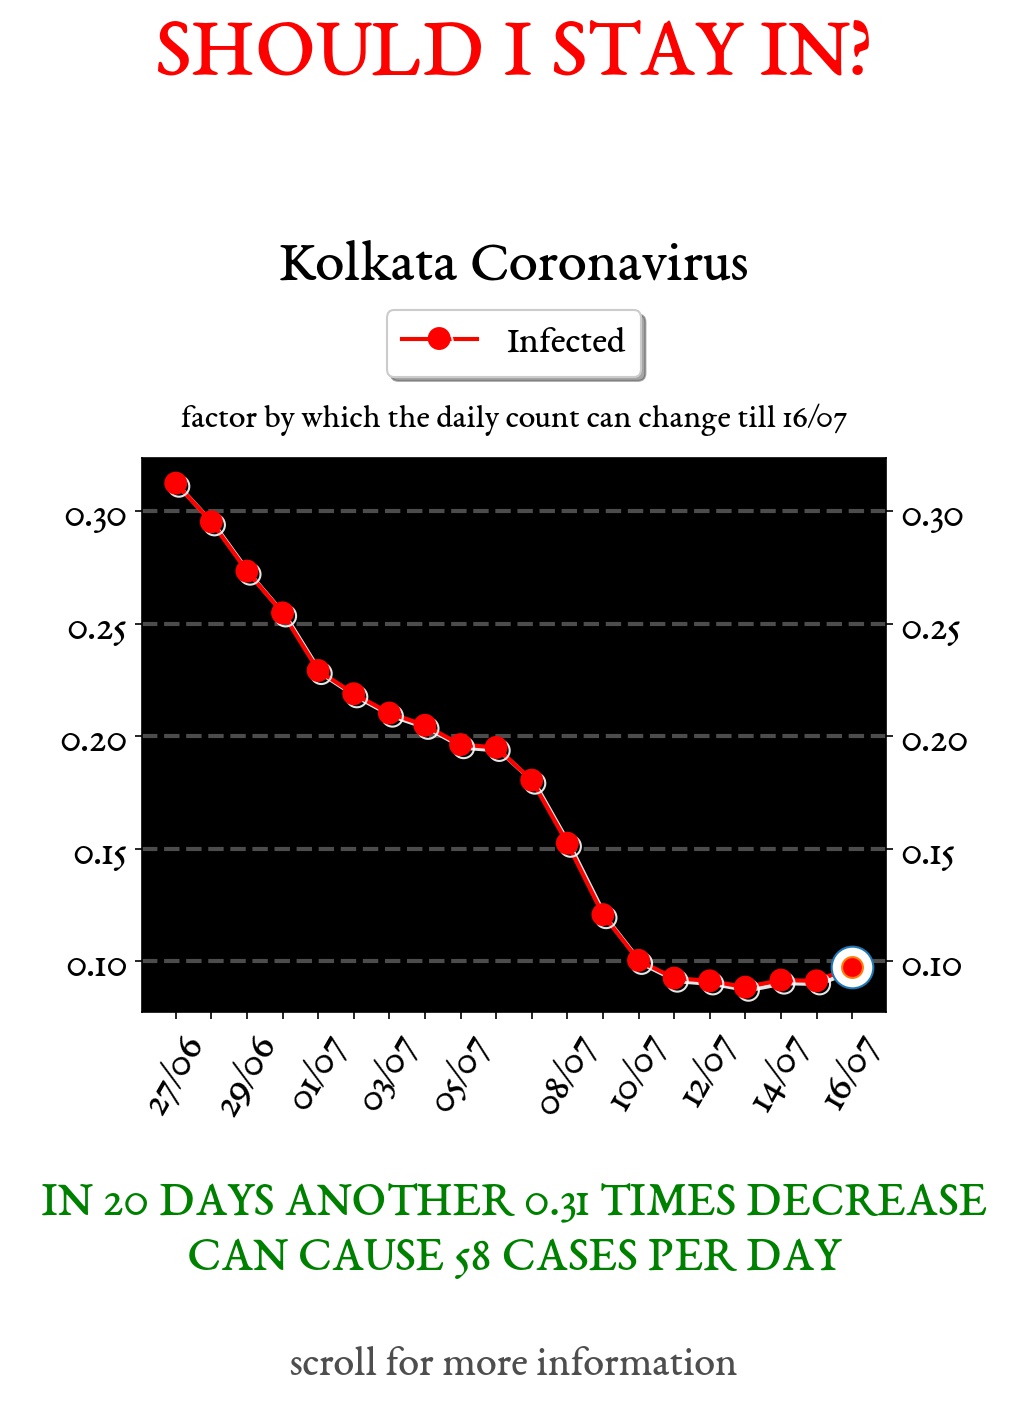 SHOULD I STAY IN?
Kolkata Coronavirus
Infected
factor by which the daily count can change till 16/07
0.30 0.30
0.25 0.25
0.20 0.20
0.15 0.15
0.10 0.10
27/06 29/06 01/07 03/07 05/07 08/07 10/07 12/07 14/07 16/07
IN 20 DAYS ANOTHER 0.31 TIMES DECREASE
CAN CAUSE 58 CASES PER DAY
scroll for more information